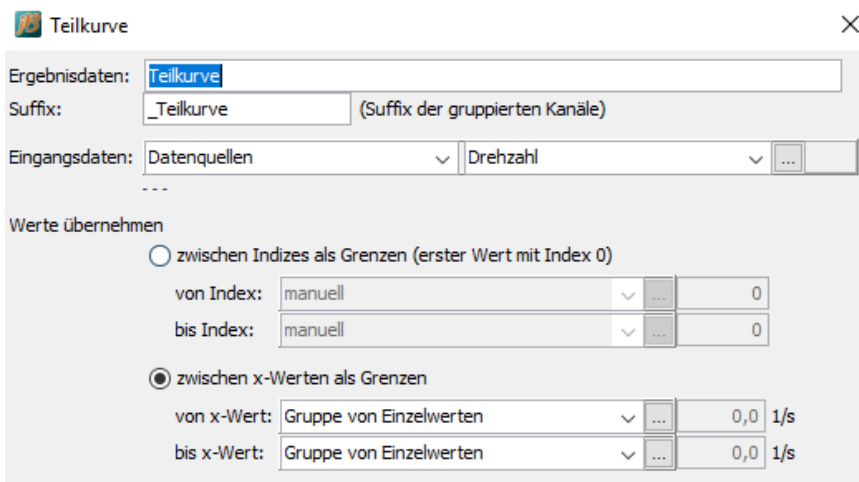 jB Teilkurve
Ergebnisdaten: Teilkurve
Suffix: _Teilkurve (Suffix der gruppierten Kanäle)
Eingangsdaten: Datenquellen Drehzahl ...
---
Werte übernehmen
zwischen Indizes als Grenzen (erster Wert mit Index 0)
von Index: manuell ... 0
bis Index: manuell ... 0
zwischen x-Werten als Grenzen
von x-Wert: Gruppe von Einzelwerten ... 0,0 1/s
bis x-Wert: Gruppe von Einzelwerten ... 0,0 1/s